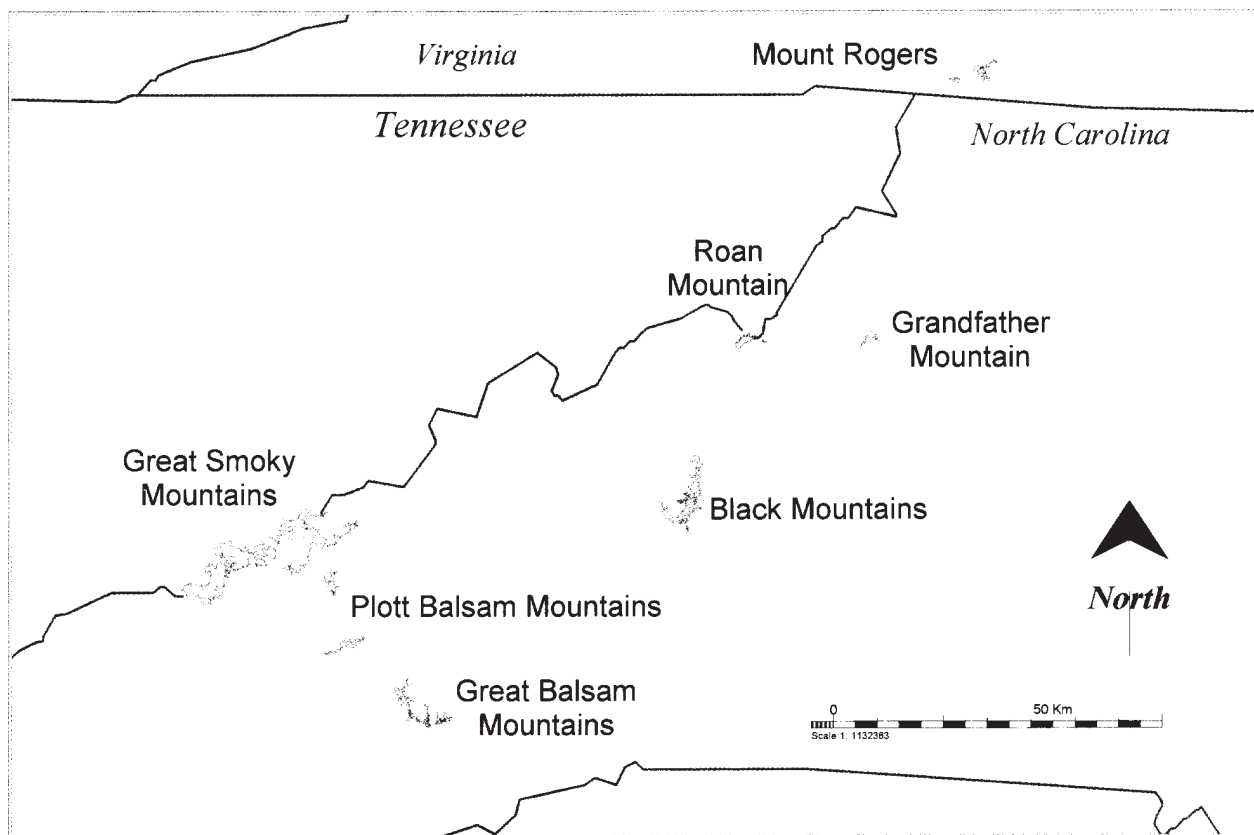 Virginia
Mount Rogers
Tennessee
North Carolina
Roan
Mountain
Grandfather
Mountain
Great Smoky
Mountains
Black Mountains
North
Plott Balsam Mountains
Great Balsam
Mountains
0 50 Km
Scale 1: 1132363